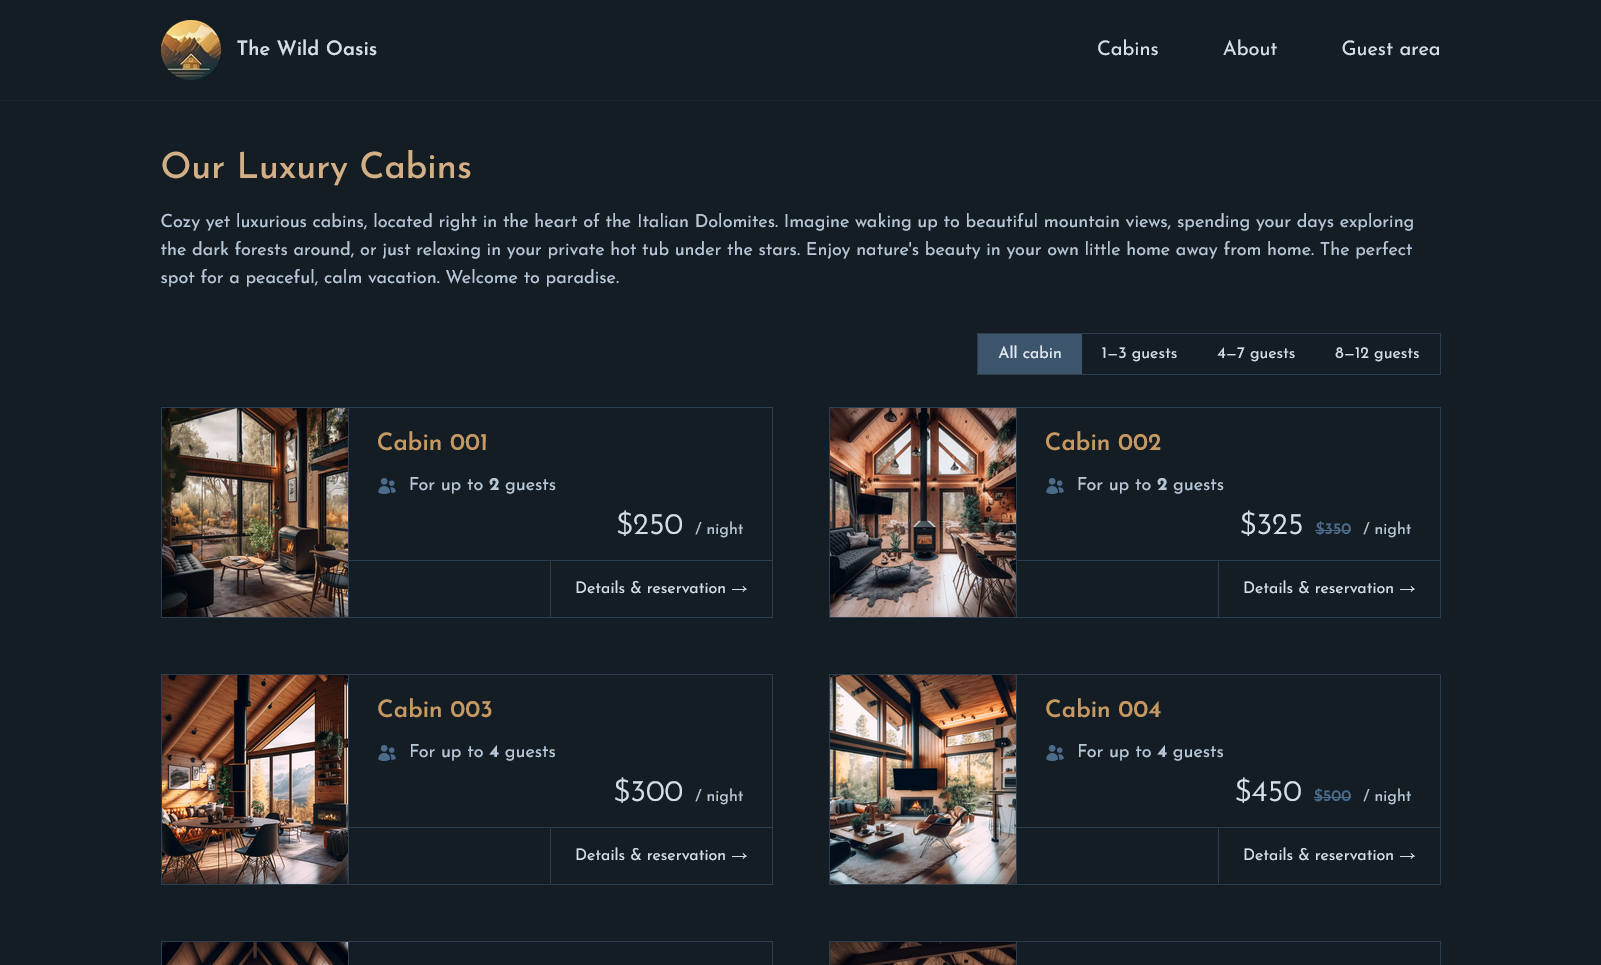 The Wild Oasis
Cabins
About
Guest area
Our Luxury Cabins
Cozy yet luxurious cabins, located right in the heart of the Italian Dolomites. Imagine waking up to beautiful mountain views, spending your days exploring
the dark forests around, or just relaxing in your private hot tub under the stars. Enjoy nature's beauty in your own little home away from home. The perfect
spot for a peaceful, calm vacation. Welcome to paradise.
All cabin
1—3 guests
4—7 guests
8—12 guests
Cabin 001
For up to 2 guests
$250 / night
Details & reservation →
Cabin 002
For up to 2 guests
$325 $350 / night
Details & reservation →
Cabin 003
For up to 4 guests
$300 / night
Details & reservation →
Cabin 004
For up to 4 guests
$450 $500 / night
Details & reservation →